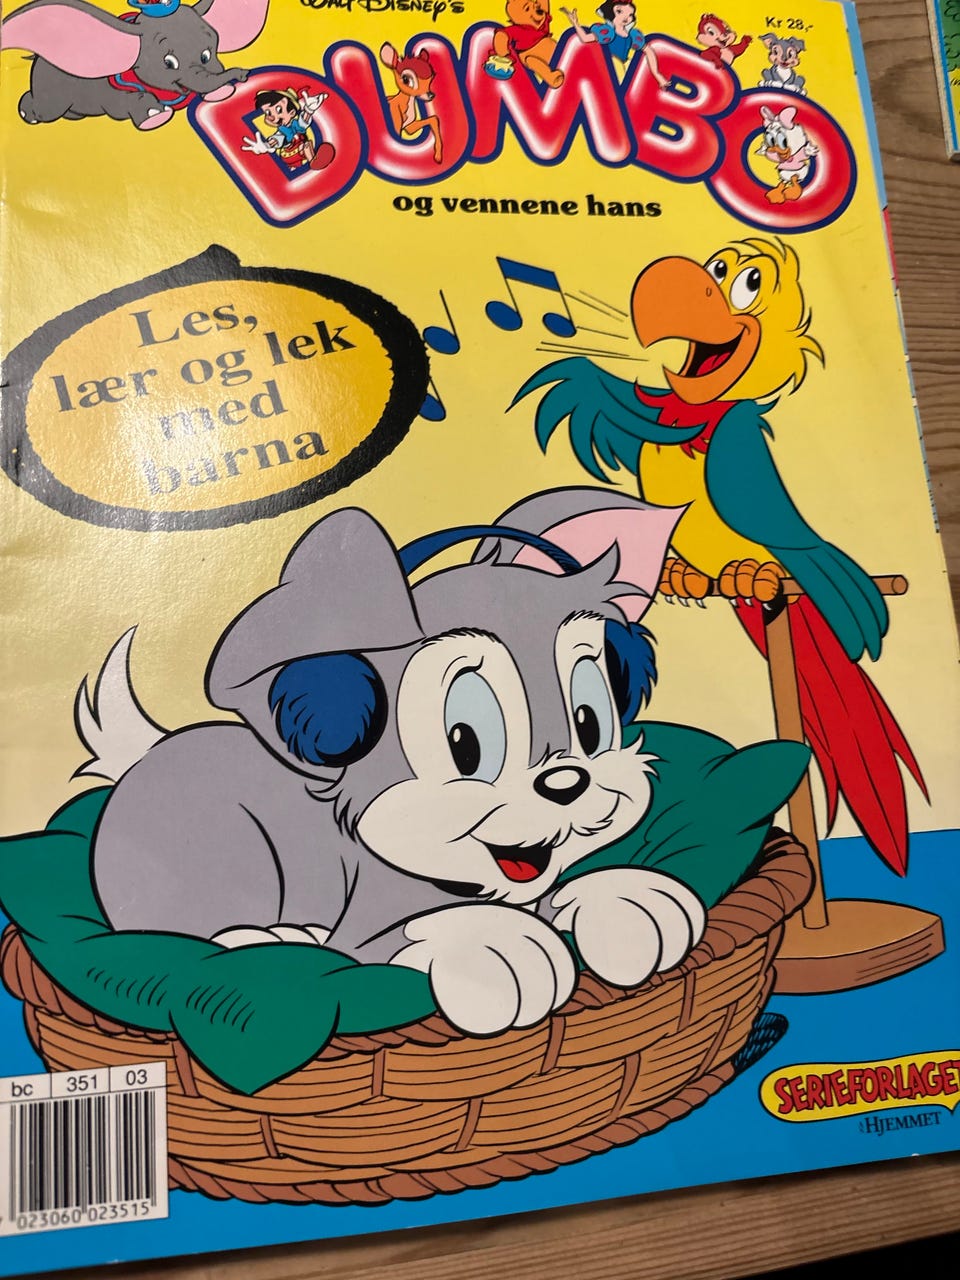 WALT DISNEY'S
Kr 28,-
DUMBO
og vennene hans
Les,
lær og lek
med
barna
SERIEFORLAGET
HJEMMET
bc 351 03
023060 023515